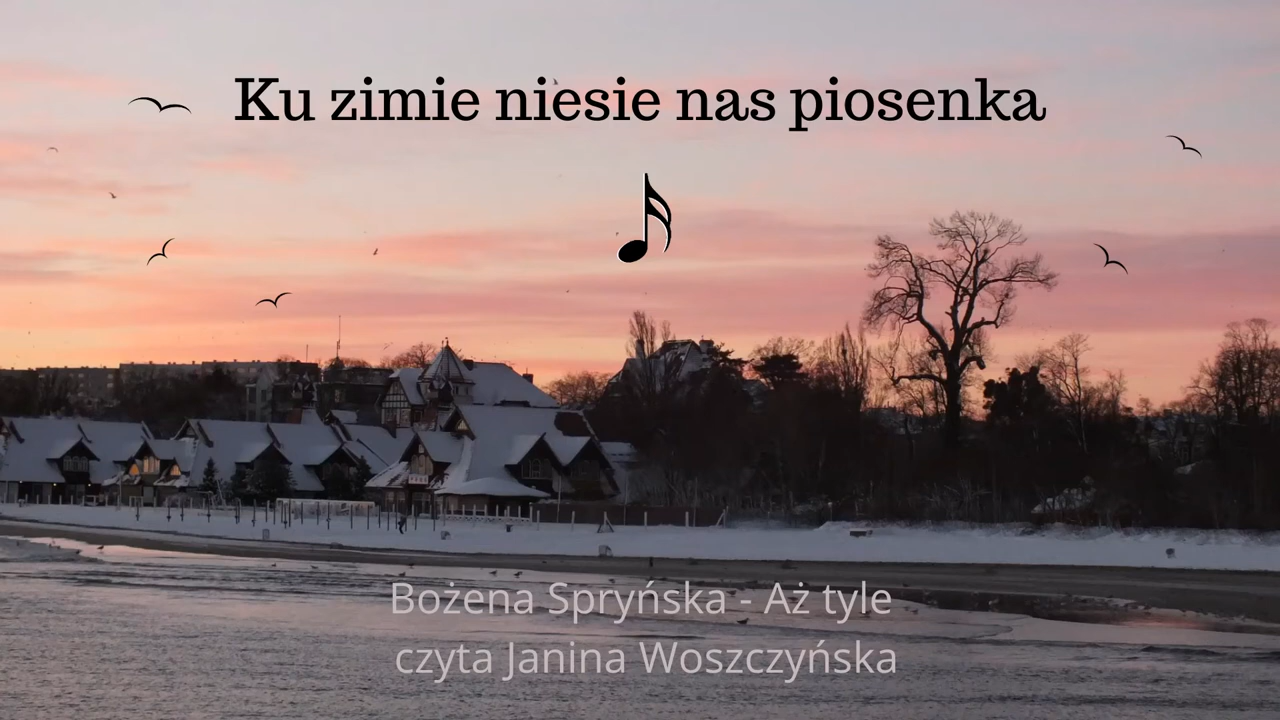 Ku zimie niesie nas piosenka
Bożena Spryńska - Aż tyle
czyta Janina Woszczyńska